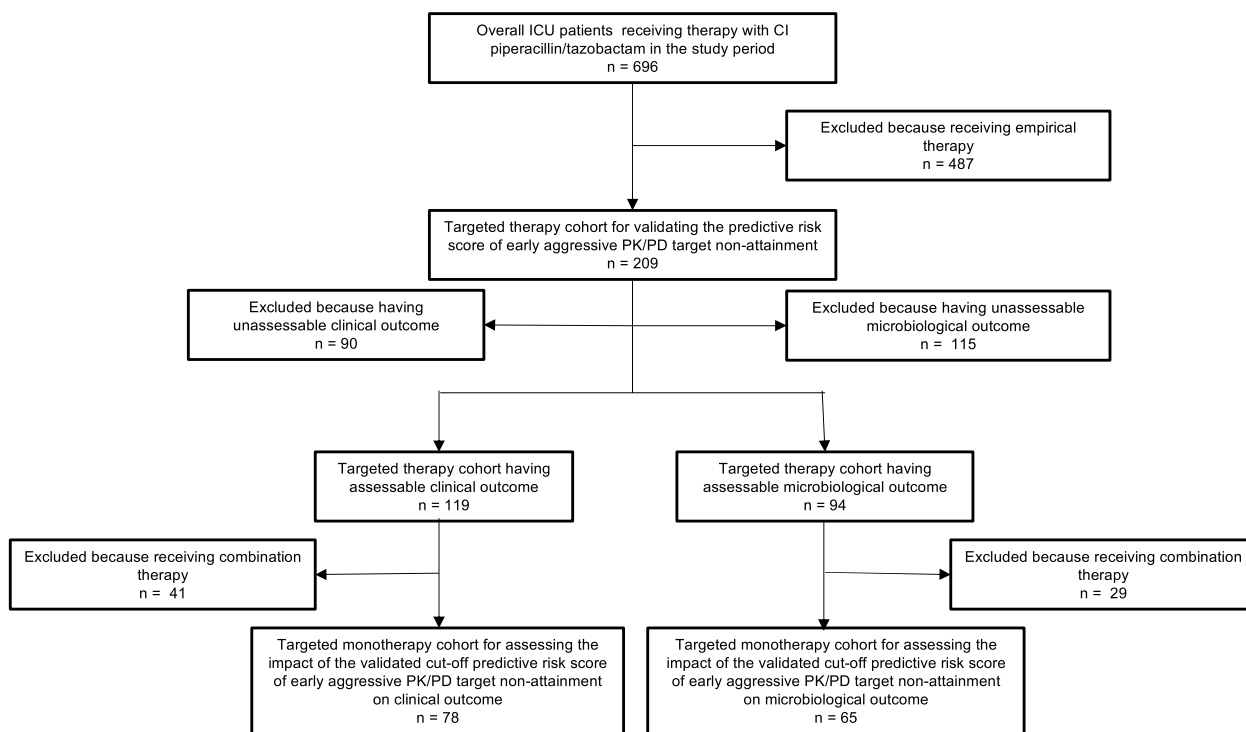 Overall ICU patients receiving therapy with CI
piperacillin/tazobactam in the study period
n = 696
Excluded because receiving empirical
therapy
n = 487
Targeted therapy cohort for validating the predictive risk
score of early aggressive PK/PD target non-attainment
n = 209
Excluded because having
unassessable clinical outcome
n = 90
Excluded because having unassessable
microbiological outcome
n = 115
Targeted therapy cohort having
assessable clinical outcome
n = 119
Targeted therapy cohort having
assessable microbiological outcome
n = 94
Excluded because receiving combination
therapy
n = 41
Excluded because receiving combination
therapy
n = 29
Targeted monotherapy cohort for assessing the
impact of the validated cut-off predictive risk score
of early aggressive PK/PD target non-attainment
on clinical outcome
n = 78
Targeted monotherapy cohort for assessing the
impact of the validated cut-off predictive risk score
of early aggressive PK/PD target non-attainment
on microbiological outcome
n = 65